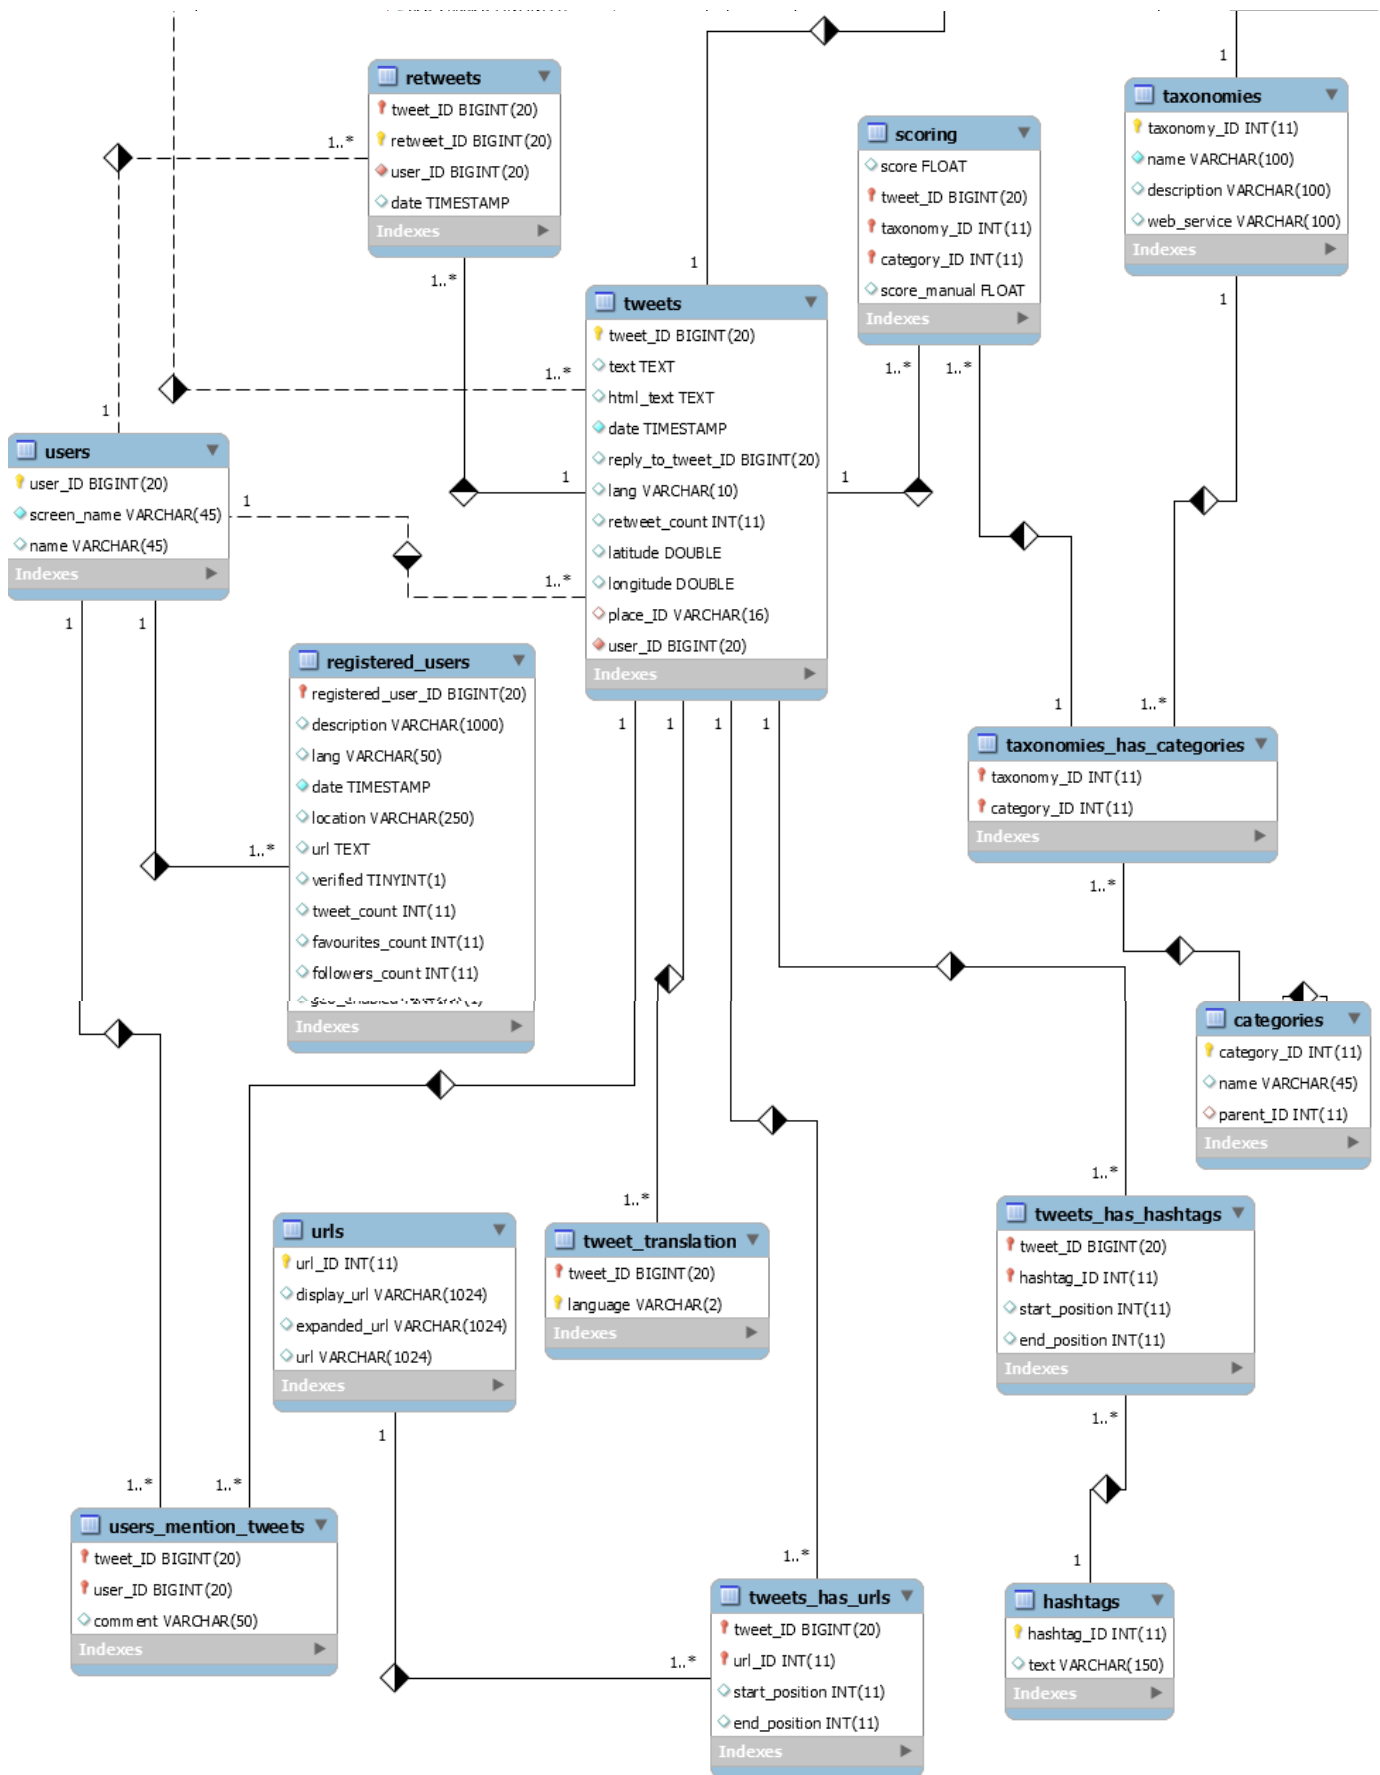 retweets
tweet_ID BIGINT(20)
retweet_ID BIGINT(20)
user_ID BIGINT(20)
date TIMESTAMP
Indexes
1..*
1
1..*
1
taxonomies
taxonomy_ID INT(11)
name VARCHAR(100)
description VARCHAR(100)
web_service VARCHAR(100)
Indexes
1
1
scoring
score FLOAT
tweet_ID BIGINT(20)
taxonomy_ID INT(11)
category_ID INT(11)
score_manual FLOAT
Indexes
1..*
1..*
1
tweets
tweet_ID BIGINT(20)
text TEXT
html_text TEXT
date TIMESTAMP
reply_to_tweet_ID BIGINT(20)
lang VARCHAR(10)
retweet_count INT(11)
latitude DOUBLE
longitude DOUBLE
place_ID VARCHAR(16)
user_ID BIGINT(20)
Indexes
1..*
1
1
1..*
1
1
1
1
users
user_ID BIGINT(20)
screen_name VARCHAR(45)
name VARCHAR(45)
Indexes
1
1
1
registered_users
registered_user_ID BIGINT(20)
description VARCHAR(1000)
lang VARCHAR(50)
date TIMESTAMP
location VARCHAR(250)
url TEXT
verified TINYINT(1)
tweet_count INT(11)
favourites_count INT(11)
followers_count INT(11)
Indexes
1..*
1
1..*
taxonomies_has_categories
taxonomy_ID INT(11)
category_ID INT(11)
Indexes
1..*
categories
category_ID INT(11)
name VARCHAR(45)
parent_ID INT(11)
Indexes
1..*
tweets_has_hashtags
tweet_ID BIGINT(20)
hashtag_ID INT(11)
start_position INT(11)
end_position INT(11)
Indexes
1..*
urls
url_ID INT(11)
display_url VARCHAR(1024)
expanded_url VARCHAR(1024)
url VARCHAR(1024)
Indexes
1
1..*
tweet_translation
tweet_ID BIGINT(20)
language VARCHAR(2)
Indexes
1..*
1..*
users_mention_tweets
tweet_ID BIGINT(20)
user_ID BIGINT(20)
comment VARCHAR(50)
Indexes
1..*
1..*
tweets_has_urls
tweet_ID BIGINT(20)
url_ID INT(11)
start_position INT(11)
end_position INT(11)
Indexes
1
hashtags
hashtag_ID INT(11)
text VARCHAR(150)
Indexes